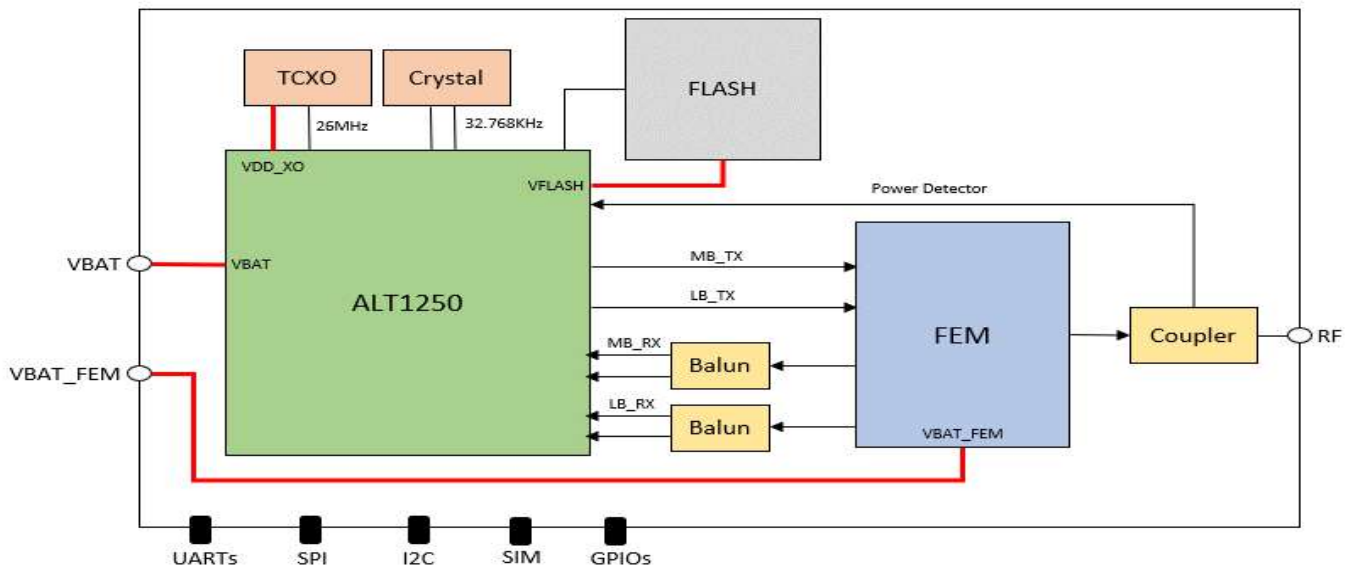 TCXO
Crystal
FLASH
26MHz
32.768KHz
VDD_XO
VFLASH
Power Detector
VBAT
VBAT
MB_TX
ALT1250
LB_TX
FEM
Coupler
RF
MB_RX
Balun
VBAT_FEM
LB_RX
Balun
VBAT_FEM
UARTs
SPI
I2C
SIM
GPIOs